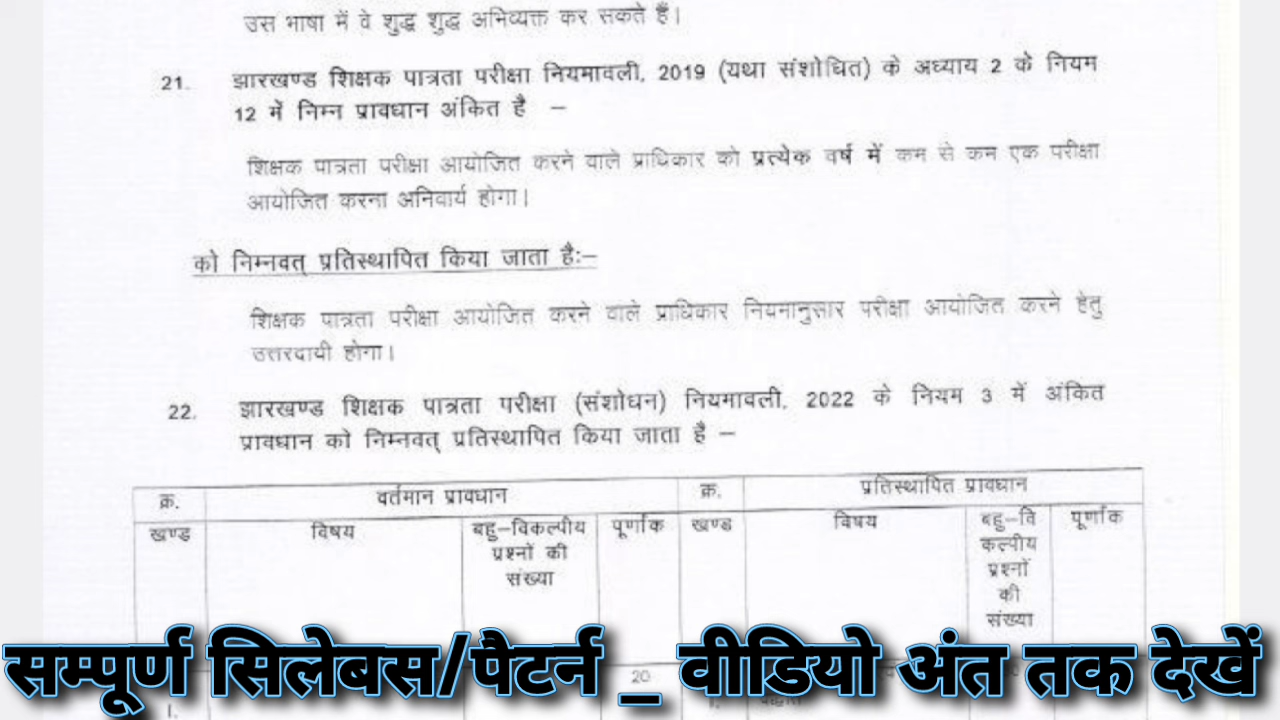 उस भाषा में वे शुद्ध शुद्ध अभिव्यक्त कर सकते हैं।
21. झारखण्ड शिक्षक पात्रता परीक्षा नियमावली, 2019 (यथा संशोधित) के अध्याय 2 के नियम
12 में निम्न प्रावधान अंकित है –
शिक्षक पात्रता परीक्षा आयोजित करने वाले प्राधिकार को प्रत्येक वर्ष में कम से कम एक परीक्षा
आयोजित करना अनिवार्य होगा।
को निम्नवत् प्रतिस्थापित किया जाता है:–
शिक्षक पात्रता परीक्षा आयोजित करने वाले प्राधिकार नियमानुसार परीक्षा आयोजित करने हेतु
उत्तरदायी होगा।
22. झारखण्ड शिक्षक पात्रता परीक्षा (संशोधन) नियमावली, 2022 के नियम 3 में अंकित
प्रावधान को निम्नवत् प्रतिस्थापित किया जाता है –
क्र. वर्तमान प्रावधान क्र. प्रतिस्थापित प्रावधान
खण्ड विषय बहु–विकल्पीय पूर्णांक खण्ड विषय बहु–वि पूर्णांक
प्रश्नों की कल्पीय
संख्या प्रश्नों
की
संख्या
सम्पूर्ण सिलेबस/पैटर्न _ वीडियो अंत तक देखें
20
I.